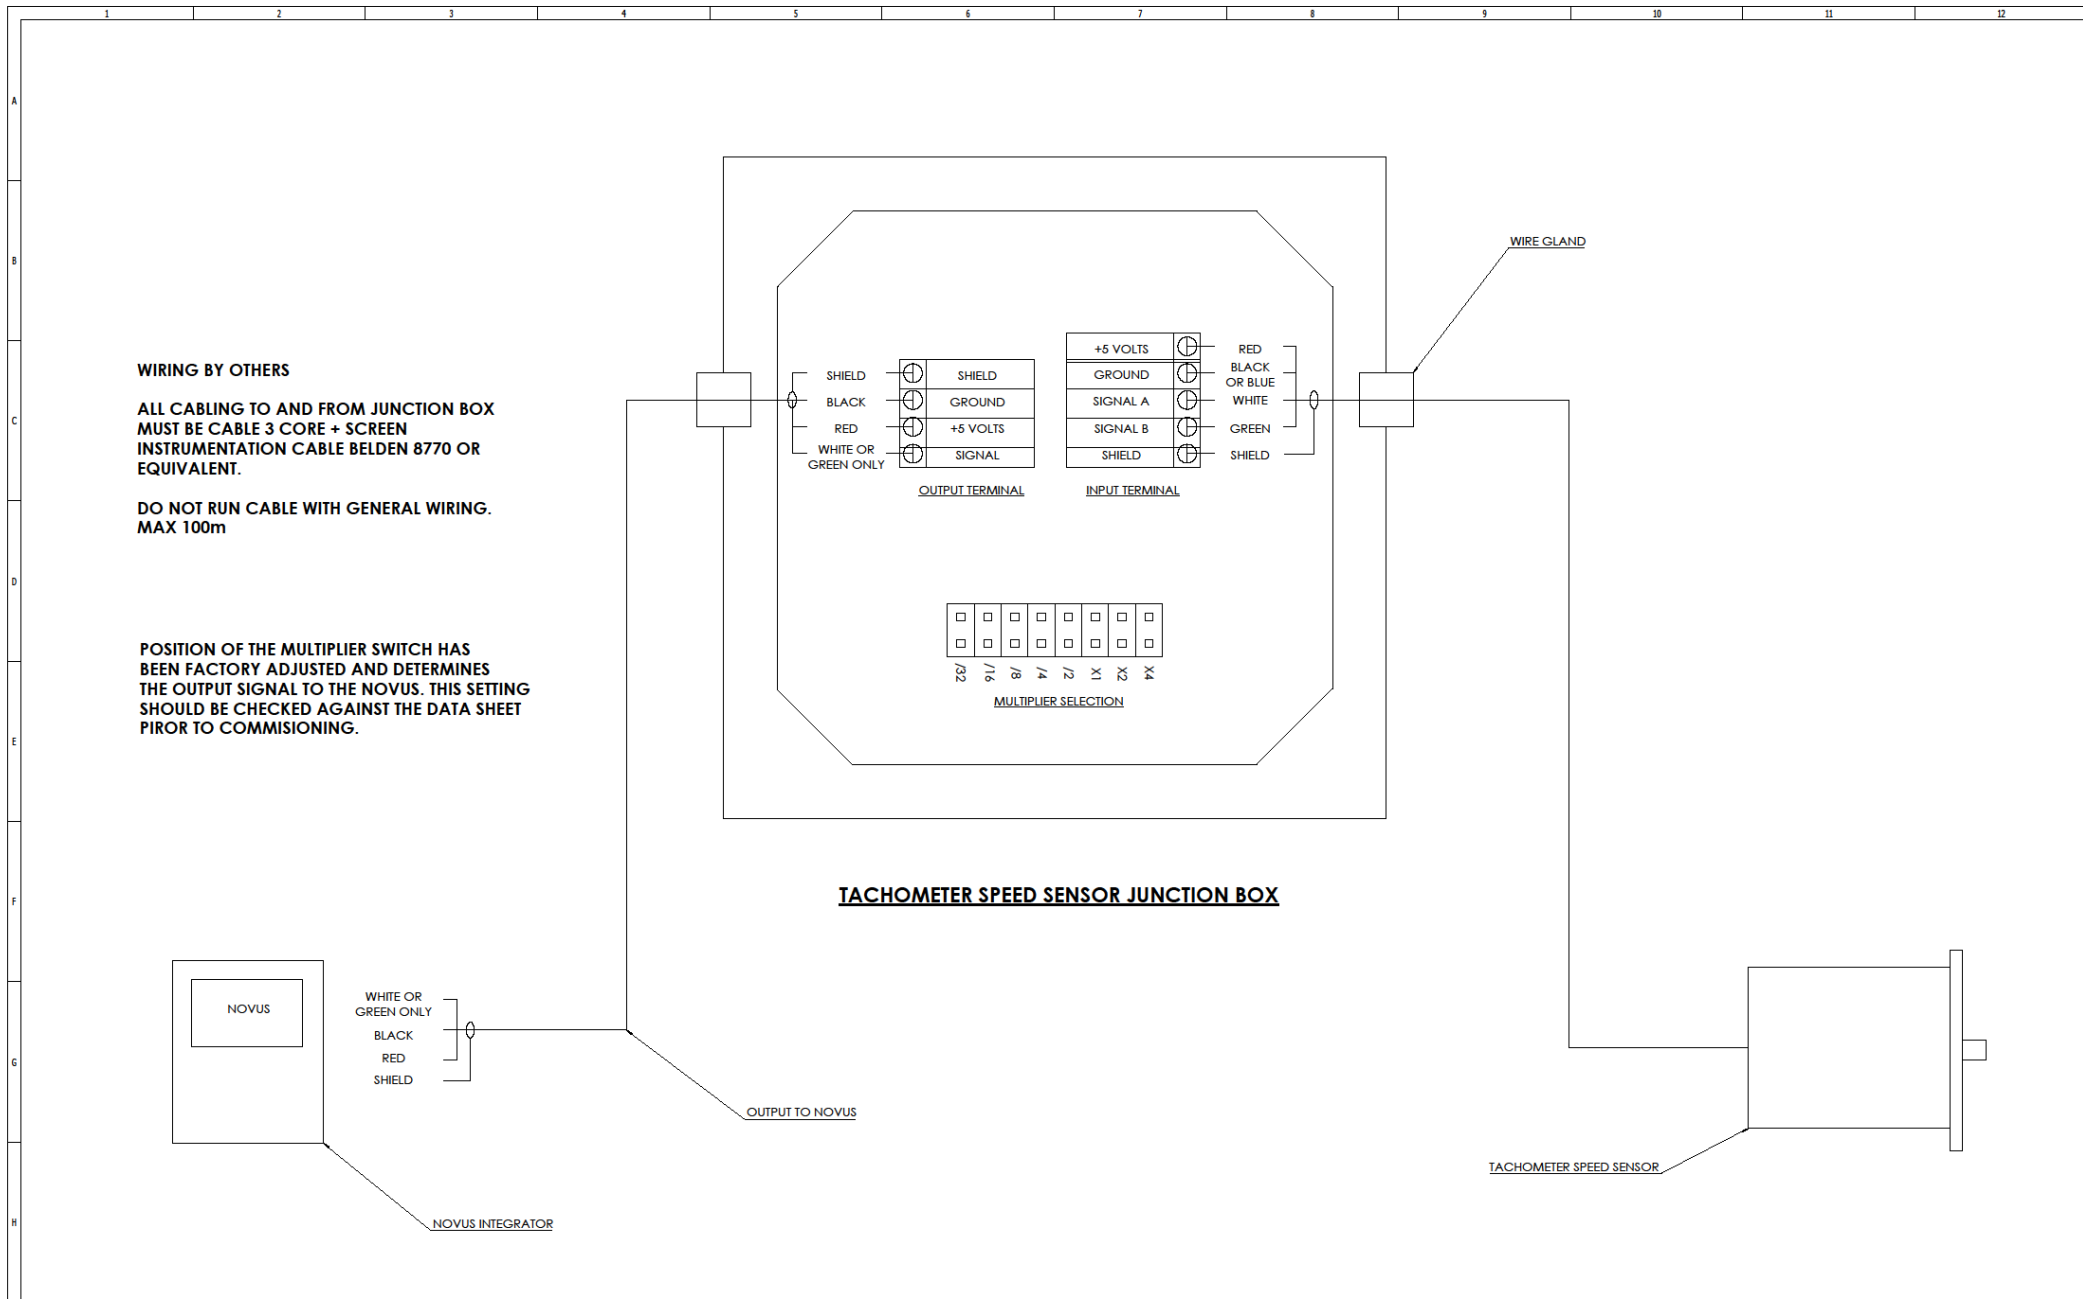 1 2 3 4 5 6 7 8 9 10 11 12
A
B
C
D
E
F
G
H
WIRING BY OTHERS
ALL CABLING TO AND FROM JUNCTION BOX
MUST BE CABLE 3 CORE + SCREEN
INSTRUMENTATION CABLE BELDEN 8770 OR
EQUIVALENT.
DO NOT RUN CABLE WITH GENERAL WIRING.
MAX 100m
POSITION OF THE MULTIPLIER SWITCH HAS
BEEN FACTORY ADJUSTED AND DETERMINES
THE OUTPUT SIGNAL TO THE NOVUS. THIS SETTING
SHOULD BE CHECKED AGAINST THE DATA SHEET
PIROR TO COMMISIONING.
WIRE GLAND
SHIELD
BLACK
RED
WHITE OR
GREEN ONLY
SHIELD
GROUND
+5 VOLTS
SIGNAL
OUTPUT TERMINAL
+5 VOLTS
GROUND
SIGNAL A
SIGNAL B
SHIELD
INPUT TERMINAL
RED
BLACK
OR BLUE
WHITE
GREEN
SHIELD
/32 /16 /8 /4 /2 X1 X2 X4
MULTIPLIER SELECTION
TACHOMETER SPEED SENSOR JUNCTION BOX
NOVUS
WHITE OR
GREEN ONLY
BLACK
RED
SHIELD
OUTPUT TO NOVUS
NOVUS INTEGRATOR
TACHOMETER SPEED SENSOR